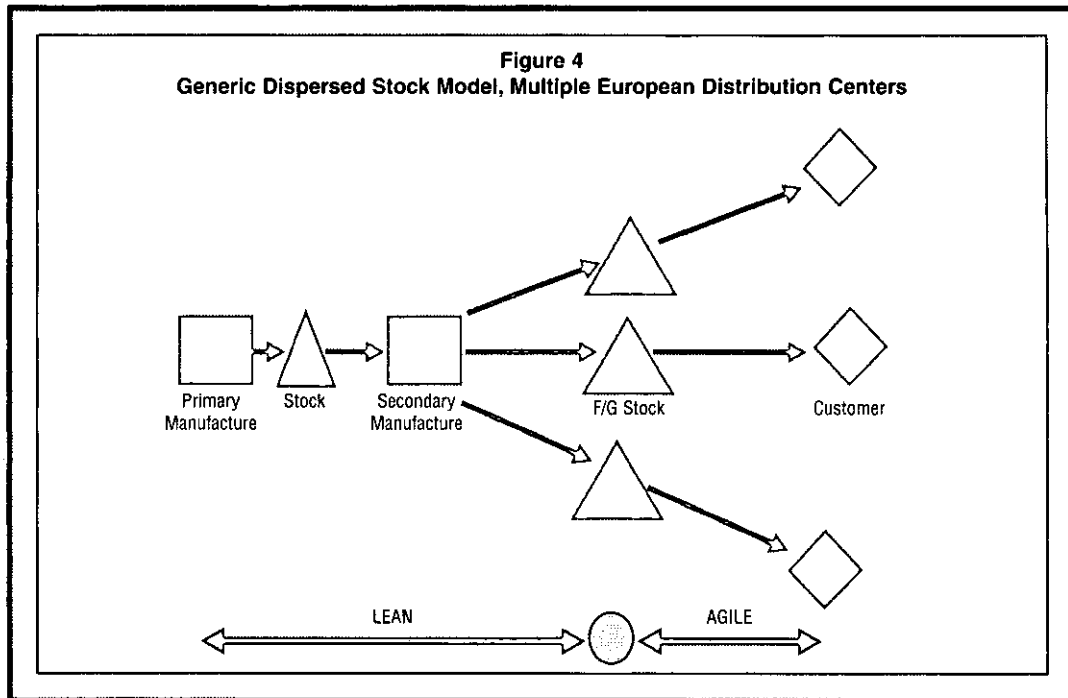 Figure 4
Generic Dispersed Stock Model, Multiple European Distribution Centers
Primary
Manufacture
Stock
Secondary
Manufacture
F/G Stock
Customer
LEAN
AGILE